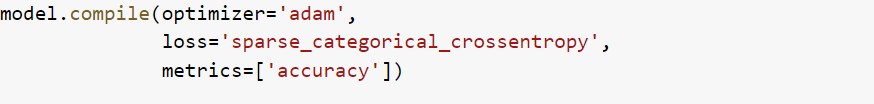 model.compile(optimizer='adam',
              loss='sparse_categorical_crossentropy',
              metrics=['accuracy'])